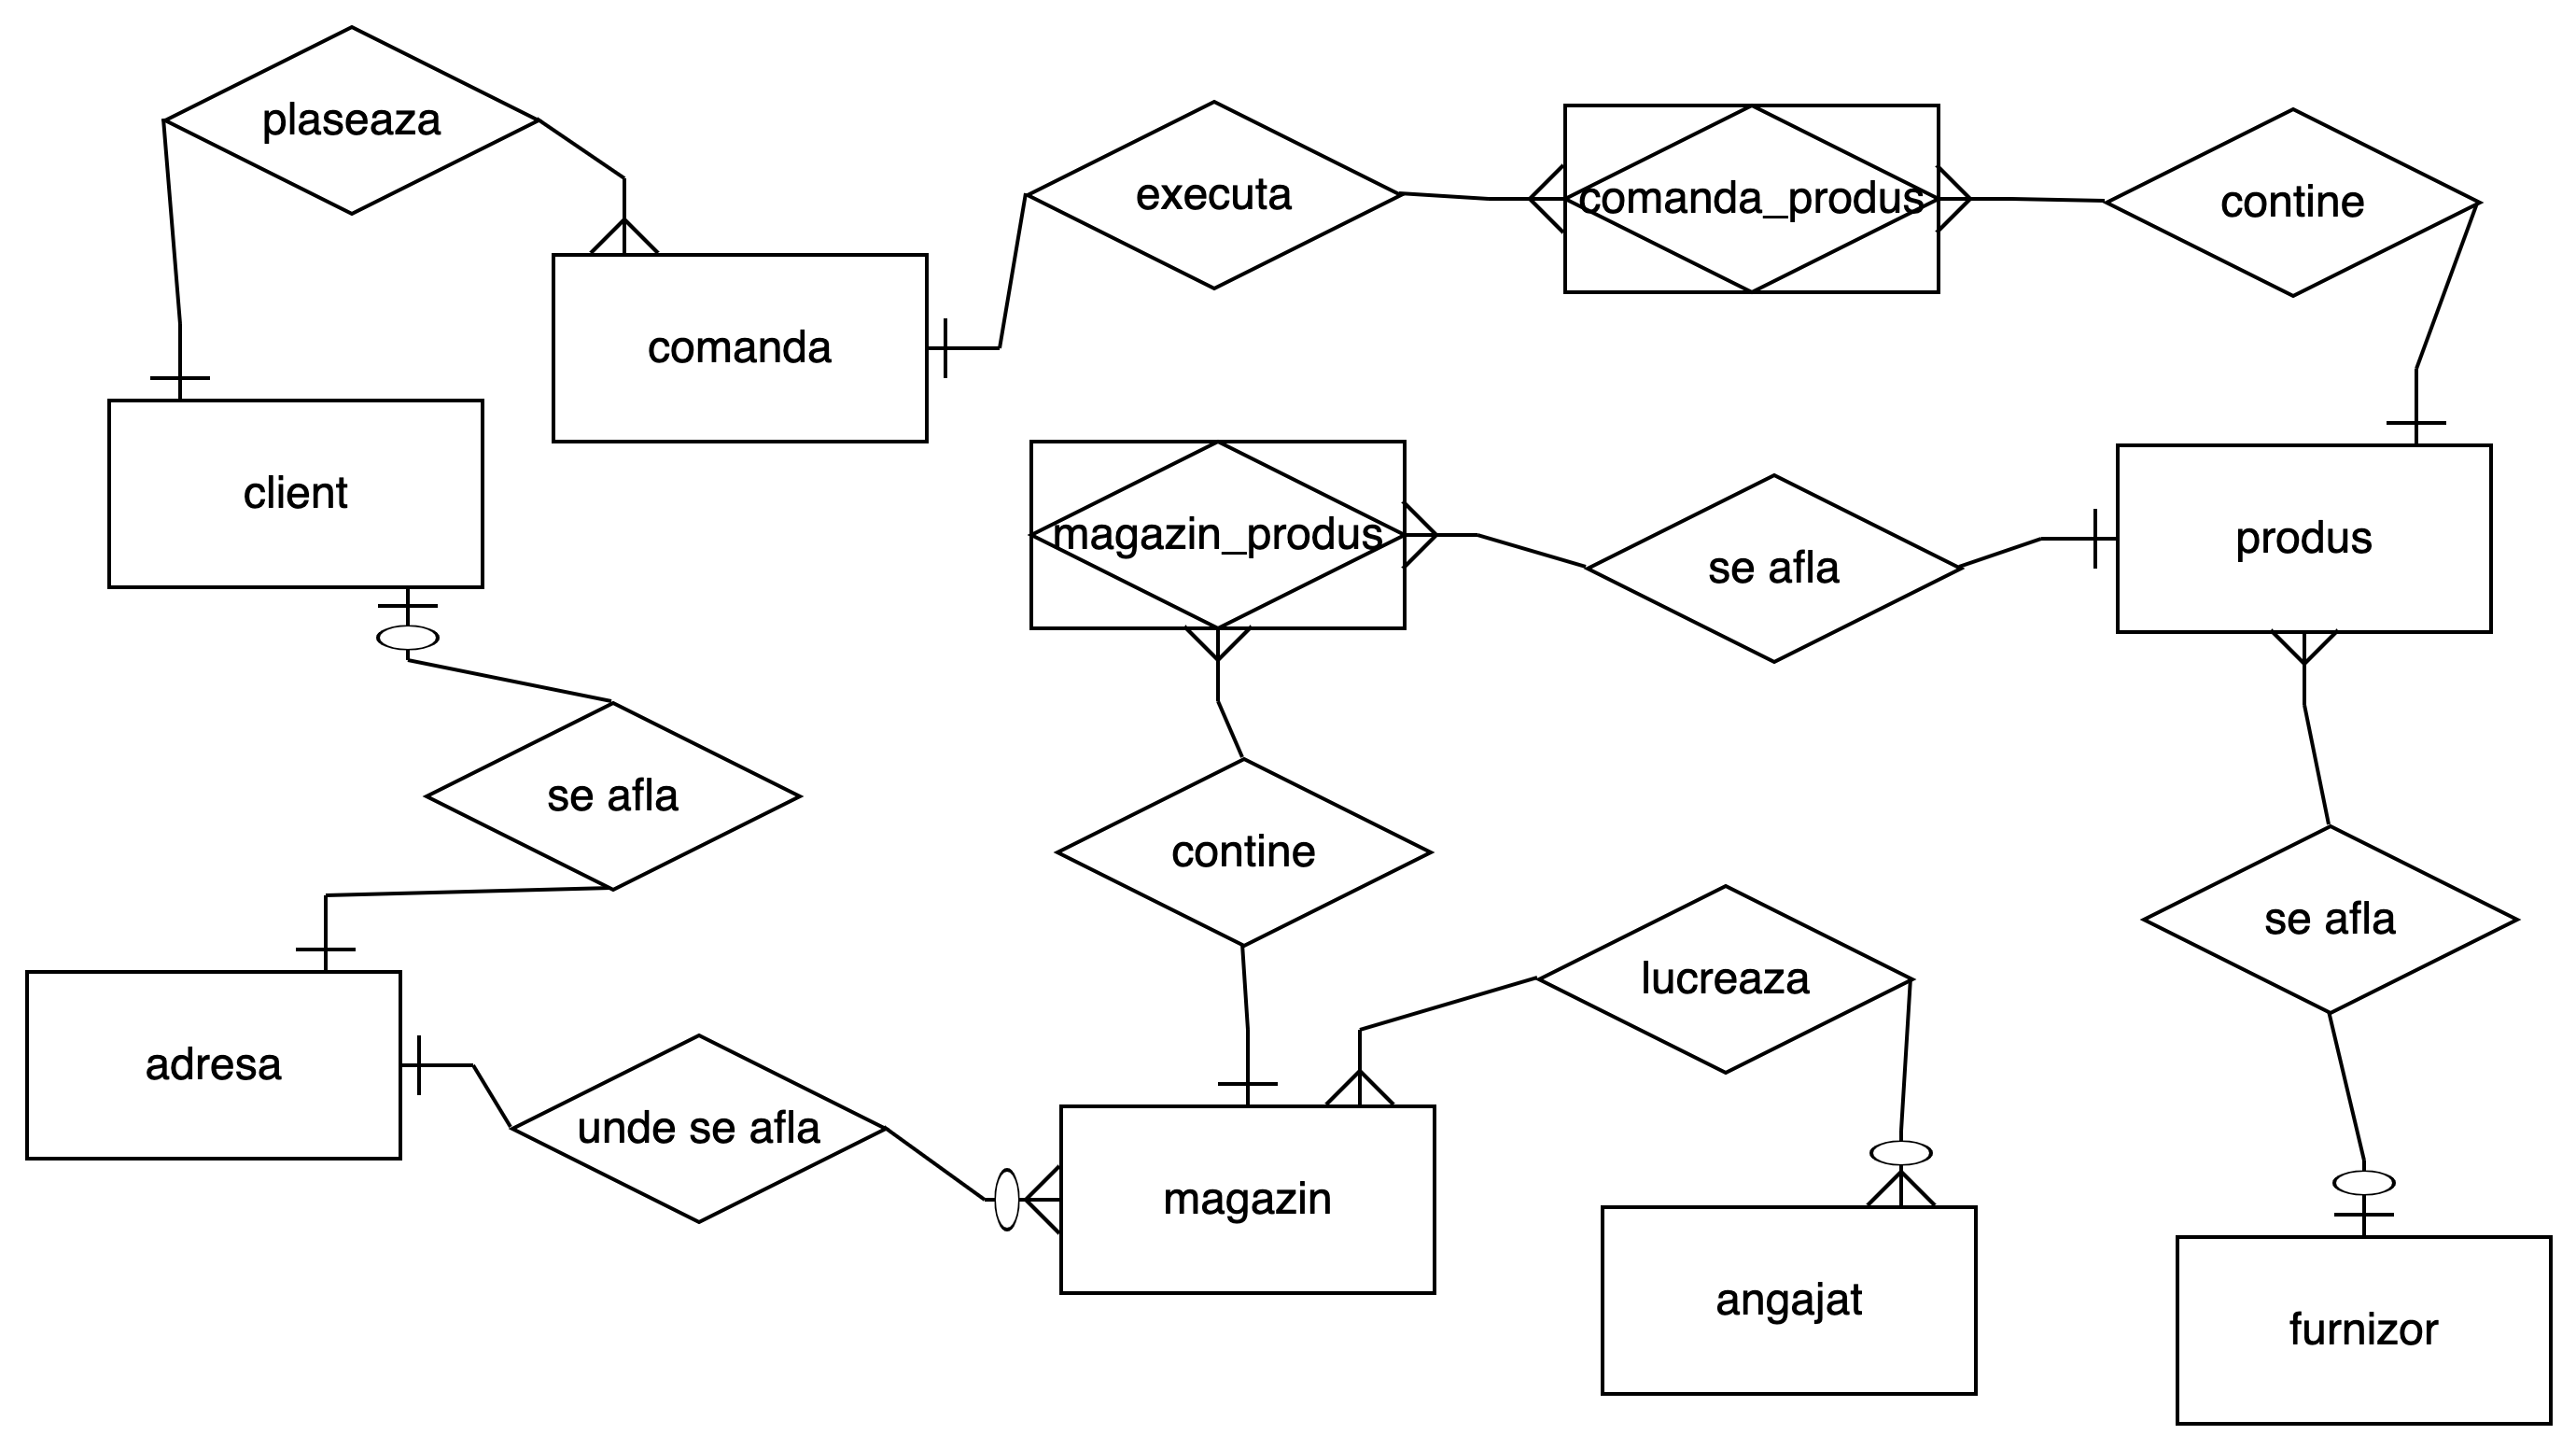 plaseaza
executa
comanda_produs
contine
comanda
client
magazin_produs
se afla
produs
se afla
contine
se afla
lucreaza
adresa
unde se afla
magazin
angajat
furnizor